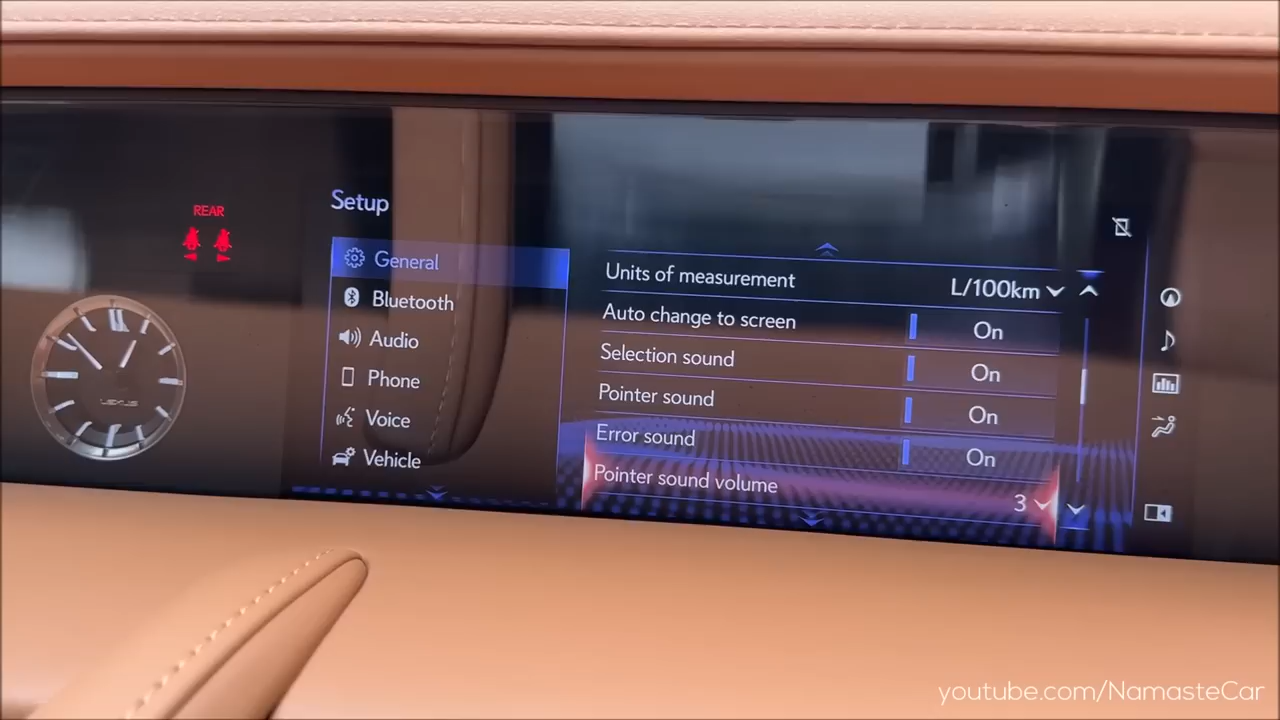 REAR
LEXUS
Setup
General
Bluetooth
Audio
Phone
Voice
Vehicle
Units of measurement L/100km
Auto change to screen On
Selection sound On
Pointer sound On
Error sound On
Pointer sound volume 3
youtube.com/NamasteCar